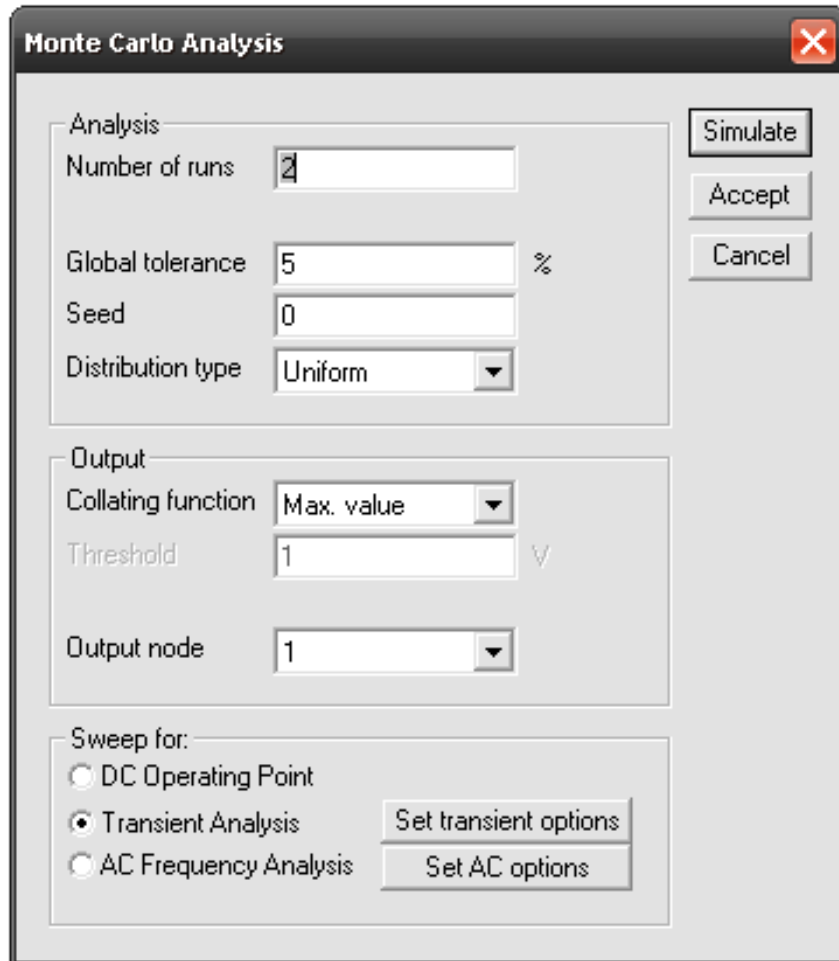 Monte Carlo Analysis
Analysis
Number of runs 2
Global tolerance 5 %
Seed 0
Distribution type Uniform
Simulate
Accept
Cancel
Output
Collating function Max. value
Threshold 1 V
Output node 1
Sweep for:
DC Operating Point
Transient Analysis Set transient options
AC Frequency Analysis Set AC options